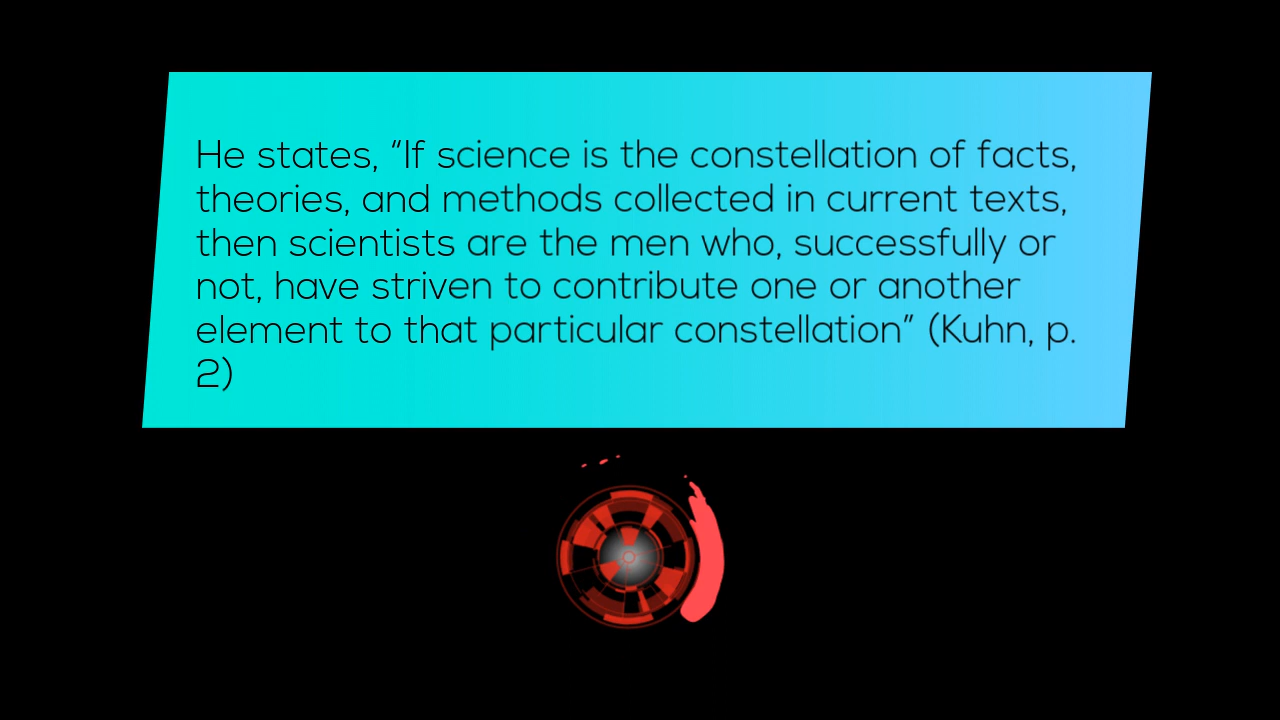 He states, “If science is the constellation of facts,
theories, and methods collected in current texts,
then scientists are the men who, successfully or
not, have striven to contribute one or another
element to that particular constellation” (Kuhn, p.
2)